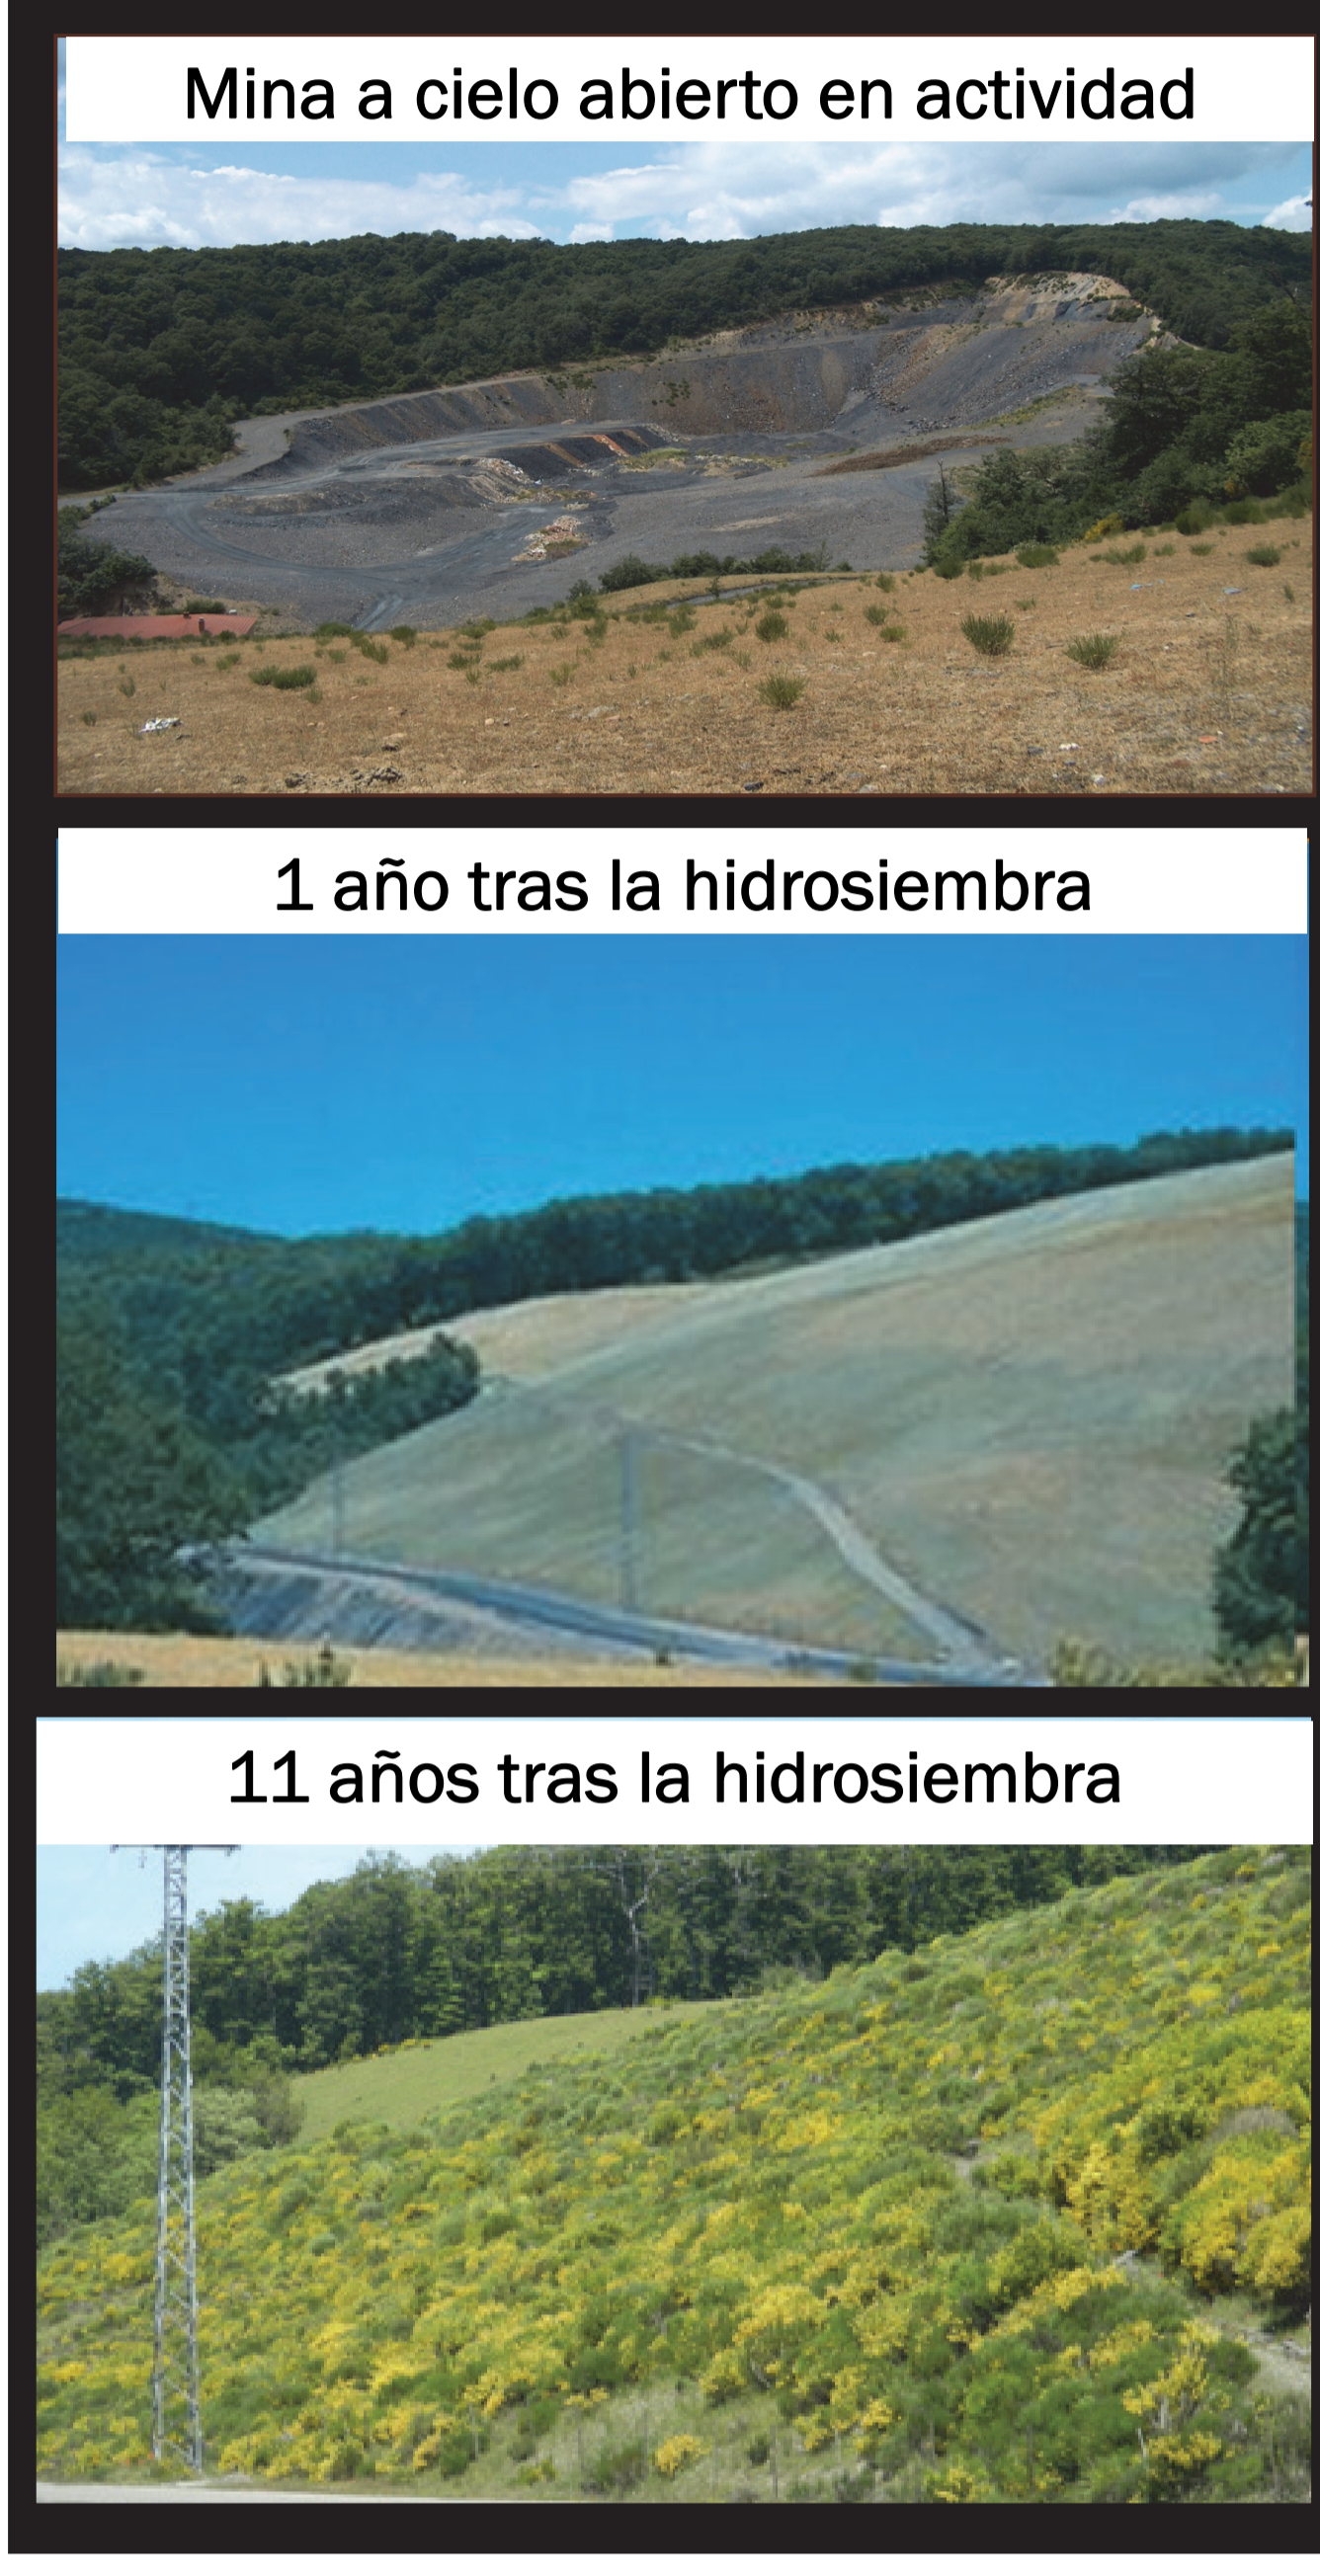 Mina a cielo abierto en actividad
1 año tras la hidrosiembra
11 años tras la hidrosiembra